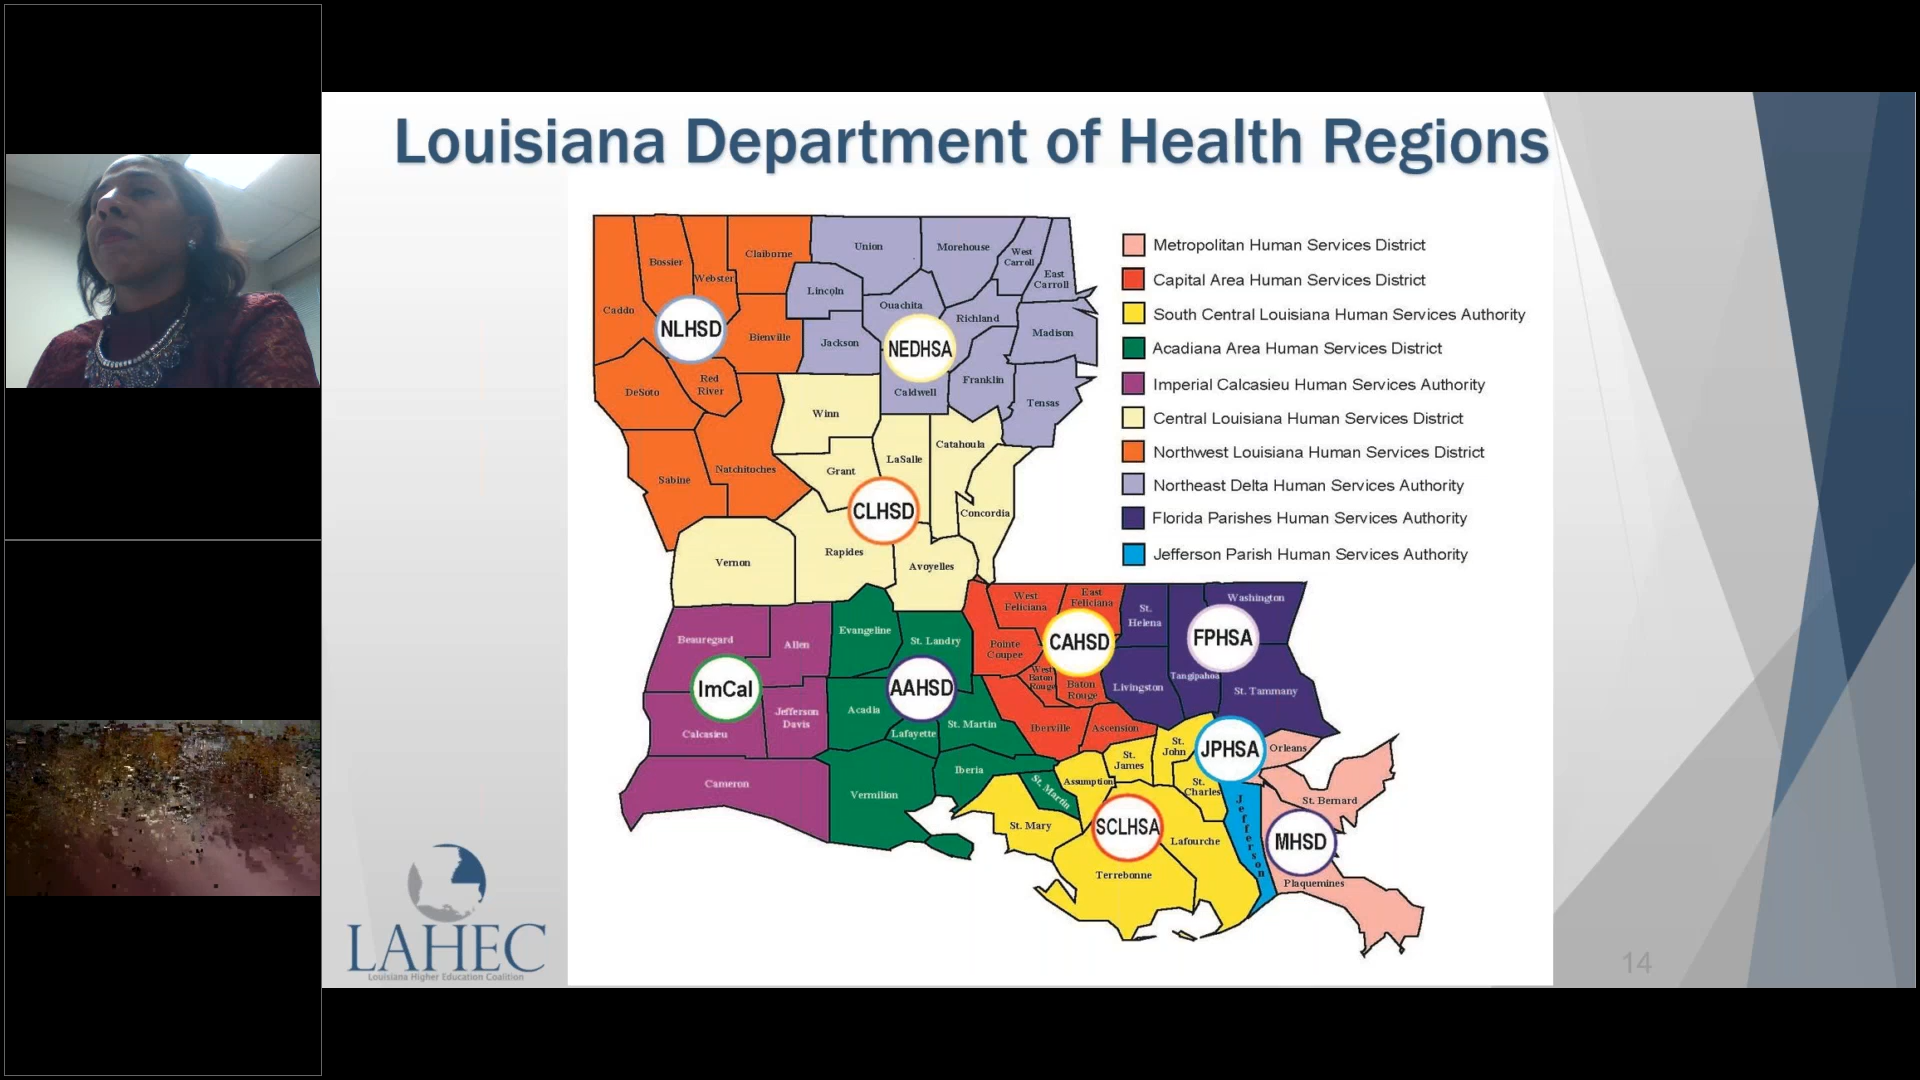 Louisiana Department of Health Regions
Metropolitan Human Services District
Capital Area Human Services District
South Central Louisiana Human Services Authority
Acadiana Area Human Services District
Imperial Calcasieu Human Services Authority
Central Louisiana Human Services District
Northwest Louisiana Human Services District
Northeast Delta Human Services Authority
Florida Parishes Human Services Authority
Jefferson Parish Human Services Authority
Caddo
Bossier
Webster
Claiborne
Union
Morehouse
West
Carroll
East
Carroll
Lincoln
Ouachita
Richland
Madison
NLHSD
Bienville
Jackson
NEDHSA
DeSoto
Red
River
Caldwell
Franklin
Tensas
Winn
Catahoula
LaSalle
Grant
Natchitoches
Sabine
CLHSD
Concordia
Vernon
Rapides
Avoyelles
Beauregard
Allen
Evangeline
St. Landry
ImCal
AAHSD
Jefferson
Davis
Acadia
Calcasieu
Lafayette
St. Martin
Cameron
Vermilion
Iberia
St. Martin
West
Feliciana
East
Feliciana
St.
Helena
Washington
Pointe
Coupee
CAHSD
FPHSA
West
Baton
Rouge
Baton
Rouge
Livingston
Tangipahoa
St. Tammany
Iberville
Ascension
St.
James
St.
John
JPHSA
Orleans
Assumption
St.
Charles
Jefferson
St. Bernard
St. Mary
SCLHSA
Lafourche
MHSD
Terrebonne
Plaquemines
LAHEC
Louisiana Higher Education Coalition
14